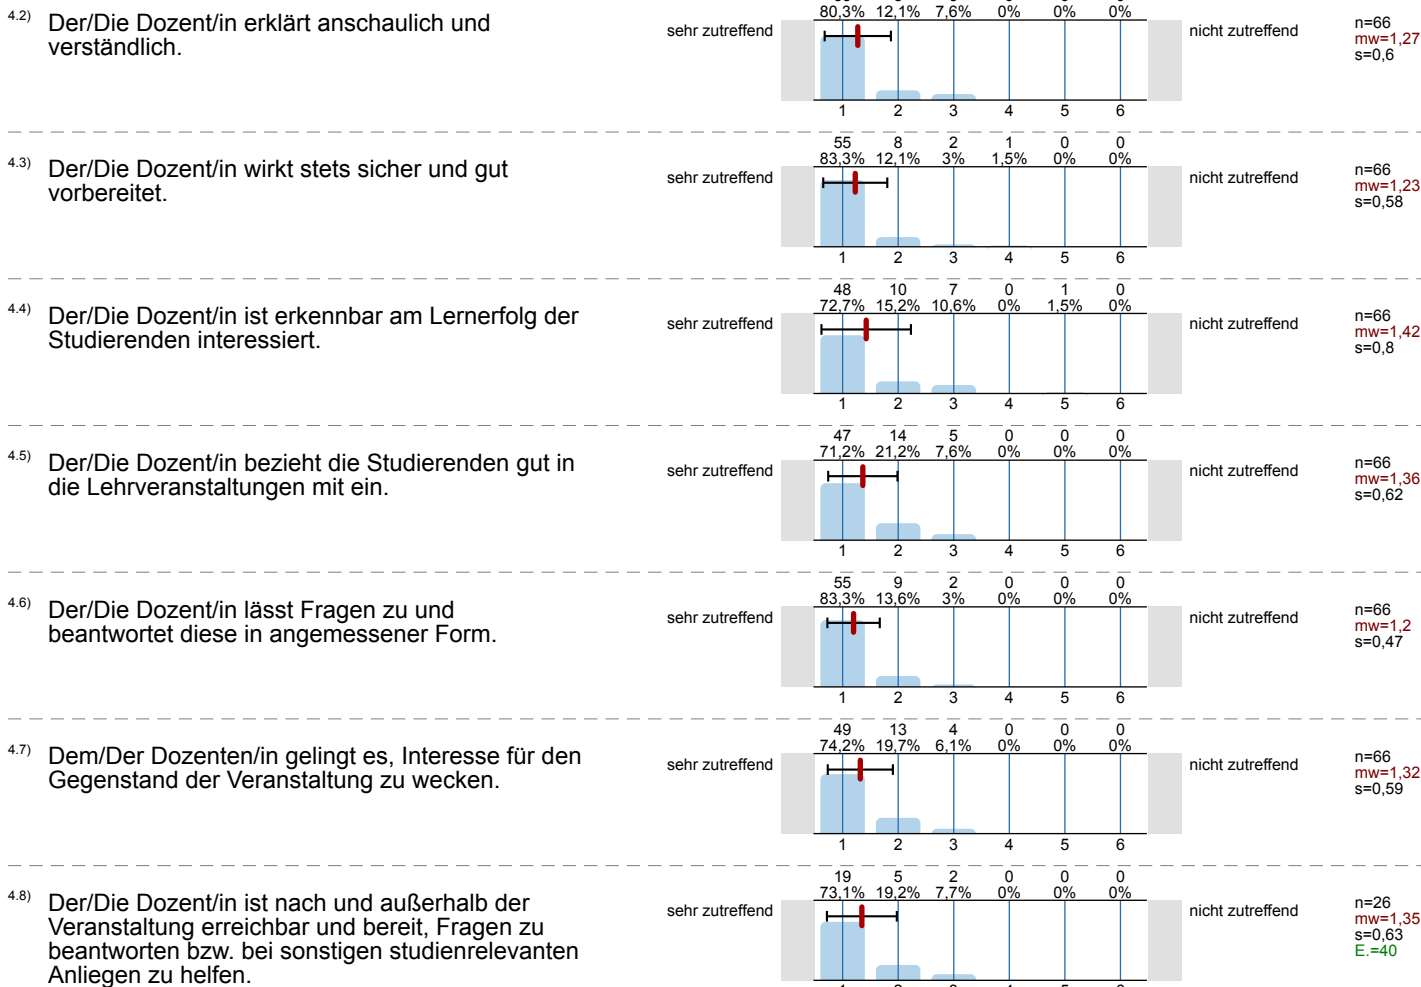 80,3% 12,1% 7,6% 0% 0% 0%
4.2) Der/Die Dozent/in erklärt anschaulich und
verständlich.
sehr zutreffend
nicht zutreffend
n=66
mw=1,27
s=0,6
1 2 3 4 5 6
55 8 2 1 0 0
83,3% 12,1% 3% 1,5% 0% 0%
4.3) Der/Die Dozent/in wirkt stets sicher und gut
vorbereitet.
sehr zutreffend
nicht zutreffend
n=66
mw=1,23
s=0,58
1 2 3 4 5 6
48 10 7 0 1 0
72,7% 15,2% 10,6% 0% 1,5% 0%
4.4) Der/Die Dozent/in ist erkennbar am Lernerfolg der
Studierenden interessiert.
sehr zutreffend
nicht zutreffend
n=66
mw=1,42
s=0,8
1 2 3 4 5 6
47 14 5 0 0 0
71,2% 21,2% 7,6% 0% 0% 0%
4.5) Der/Die Dozent/in bezieht die Studierenden gut in
die Lehrveranstaltungen mit ein.
sehr zutreffend
nicht zutreffend
n=66
mw=1,36
s=0,62
1 2 3 4 5 6
55 9 2 0 0 0
83,3% 13,6% 3% 0% 0% 0%
4.6) Der/Die Dozent/in lässt Fragen zu und
beantwortet diese in angemessener Form.
sehr zutreffend
nicht zutreffend
n=66
mw=1,2
s=0,47
1 2 3 4 5 6
49 13 4 0 0 0
74,2% 19,7% 6,1% 0% 0% 0%
4.7) Dem/Der Dozenten/in gelingt es, Interesse für den
Gegenstand der Veranstaltung zu wecken.
sehr zutreffend
nicht zutreffend
n=66
mw=1,32
s=0,59
1 2 3 4 5 6
19 5 2 0 0 0
73,1% 19,2% 7,7% 0% 0% 0%
4.8) Der/Die Dozent/in ist nach und außerhalb der
Veranstaltung erreichbar und bereit, Fragen zu
beantworten bzw. bei sonstigen studienrelevanten
Anliegen zu helfen.
sehr zutreffend
nicht zutreffend
n=26
mw=1,35
s=0,63
E.=40